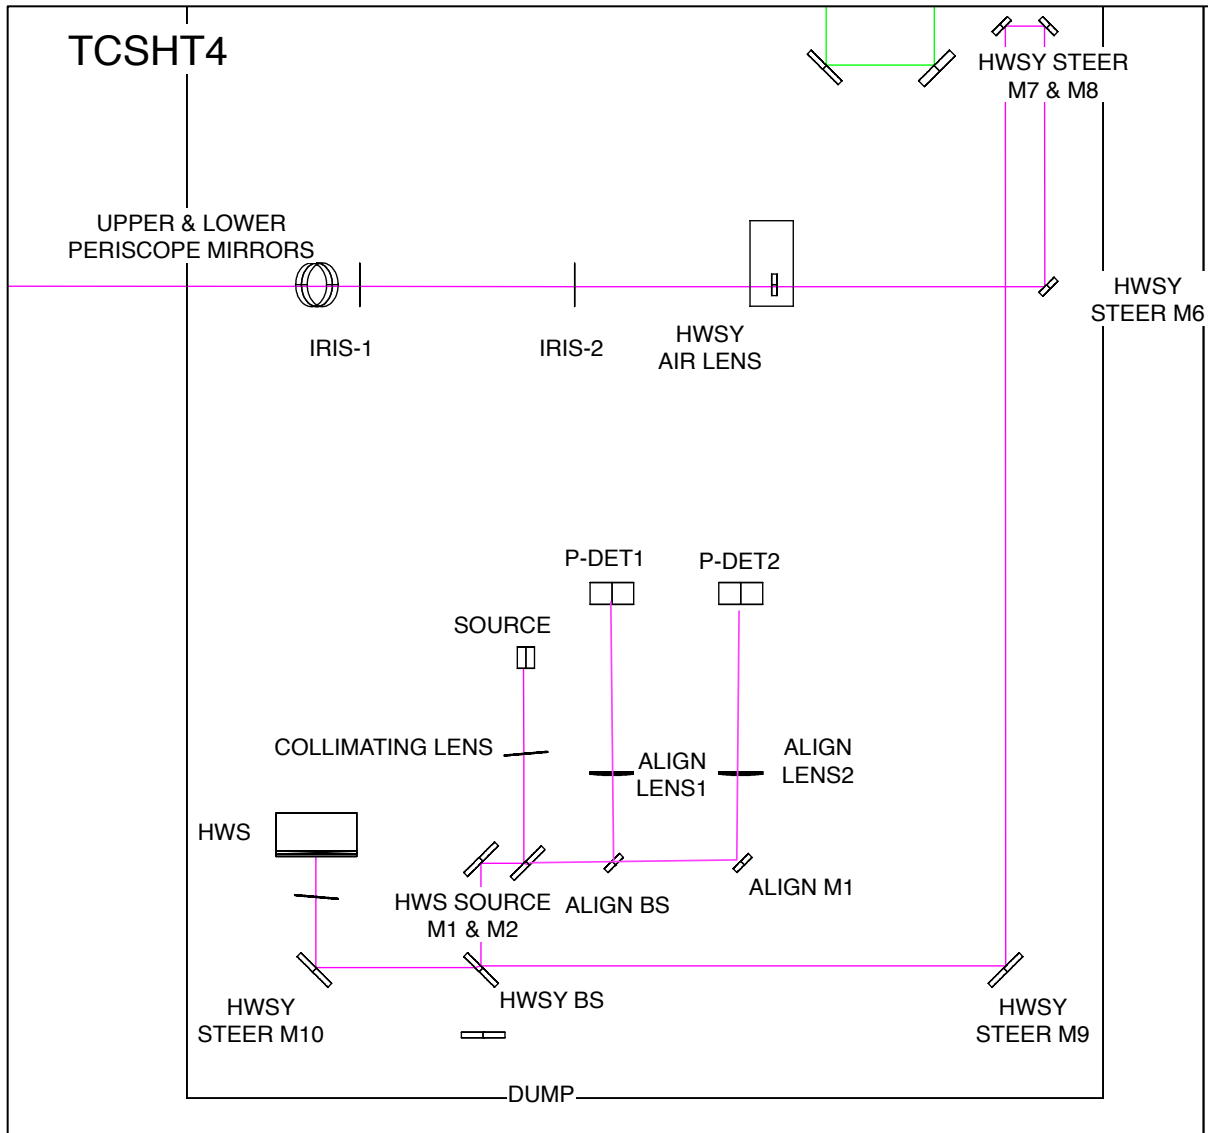 TCSHT4
HWSY STEER
M7 & M8
UPPER & LOWER
PERISCOPE MIRRORS
HWSY
STEER M6
IRIS-1
IRIS-2
HWSY
AIR LENS
P-DET1
P-DET2
SOURCE
COLLIMATING LENS
ALIGN
LENS1
ALIGN
LENS2
HWS
HWS SOURCE
M1 & M2
ALIGN BS
ALIGN M1
HWSY
STEER M10
HWSY BS
HWSY
STEER M9
DUMP